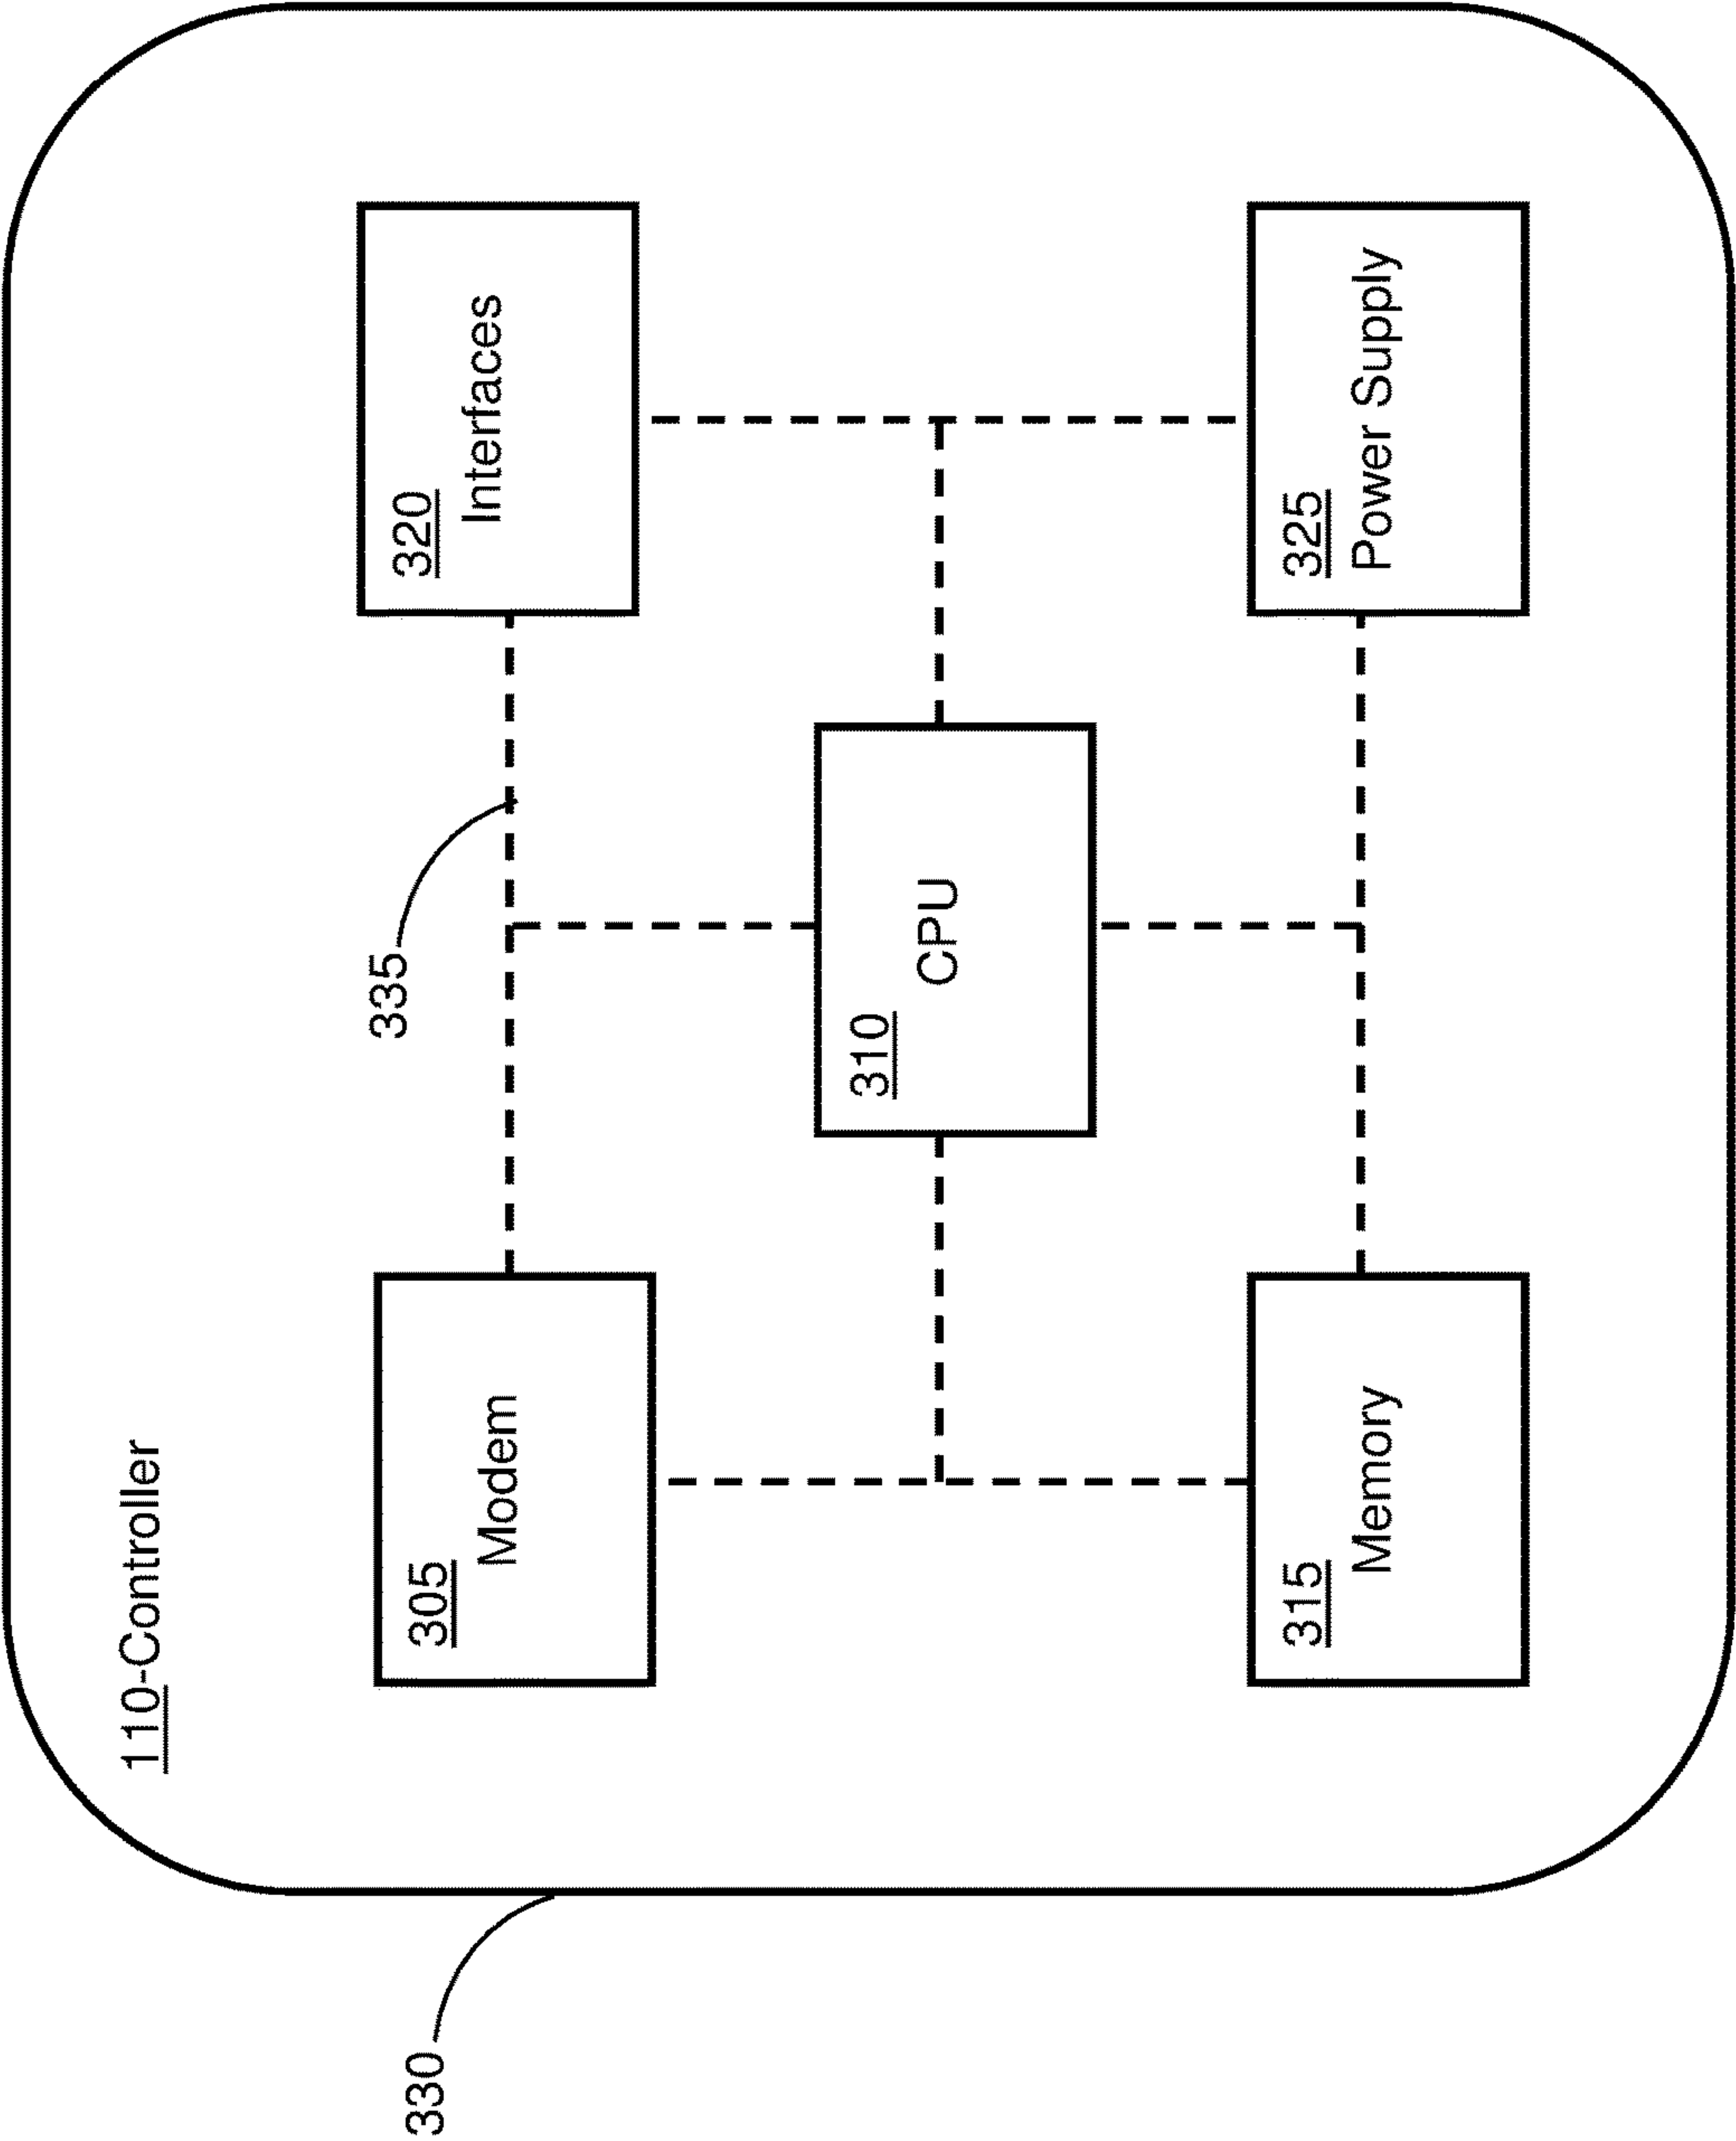 110-Controller
305
Modem
335
320
Interfaces
310
CPU
315
Memory
325
Power Supply
330